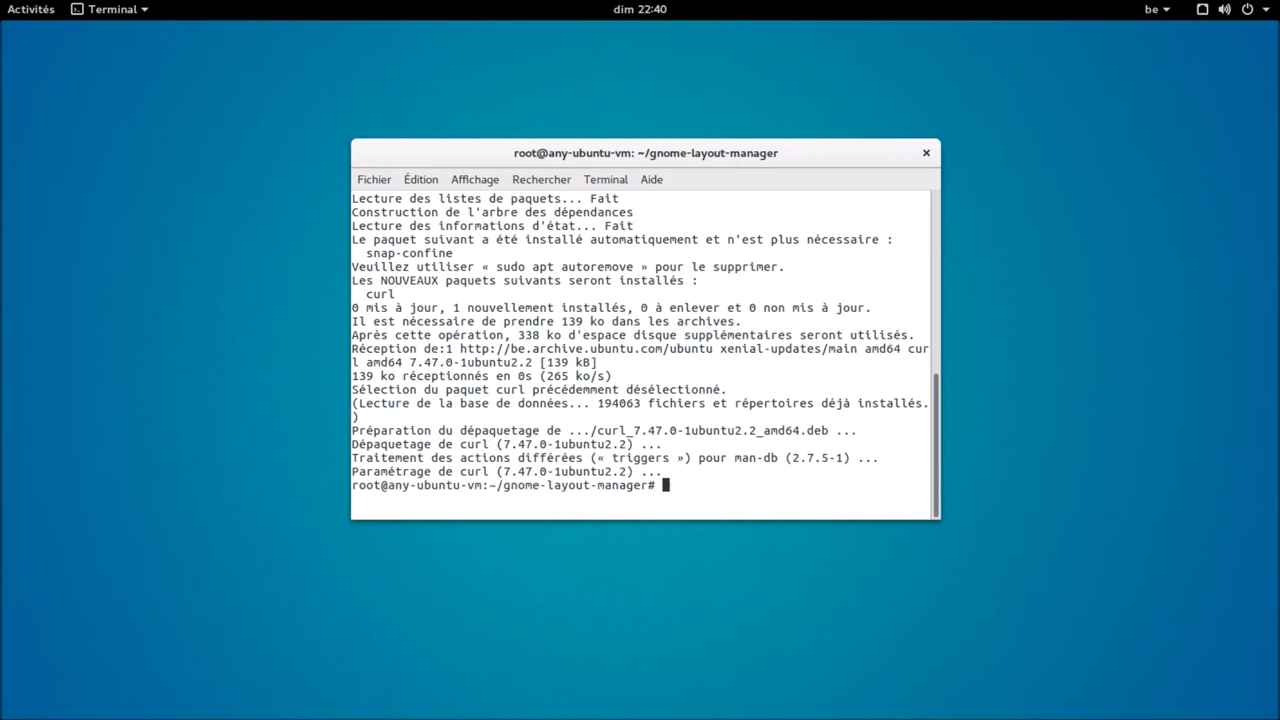 Activités Terminal dim 22:40 be
root@any-ubuntu-vm: ~/gnome-layout-manager
Fichier Édition Affichage Rechercher Terminal Aide
Lecture des listes de paquets... Fait
Construction de l'arbre des dépendances
Lecture des informations d'état... Fait
Le paquet suivant a été installé automatiquement et n'est plus nécessaire :
  snap-confine
Veuillez utiliser « sudo apt autoremove » pour le supprimer.
Les NOUVEAUX paquets suivants seront installés :
  curl
0 mis à jour, 1 nouvellement installés, 0 à enlever et 0 non mis à jour.
Il est nécessaire de prendre 139 ko dans les archives.
Après cette opération, 338 ko d'espace disque supplémentaires seront utilisés.
Réception de:1 http://be.archive.ubuntu.com/ubuntu xenial-updates/main amd64 cur
l amd64 7.47.0-1ubuntu2.2 [139 kB]
139 ko réceptionnés en 0s (265 ko/s)
Sélection du paquet curl précédemment désélectionné.
(Lecture de la base de données... 194063 fichiers et répertoires déjà installés.
)
Préparation du dépaquetage de .../curl_7.47.0-1ubuntu2.2_amd64.deb ...
Dépaquetage de curl (7.47.0-1ubuntu2.2) ...
Traitement des actions différées (« triggers ») pour man-db (2.7.5-1) ...
Paramétrage de curl (7.47.0-1ubuntu2.2) ...
root@any-ubuntu-vm:~/gnome-layout-manager#